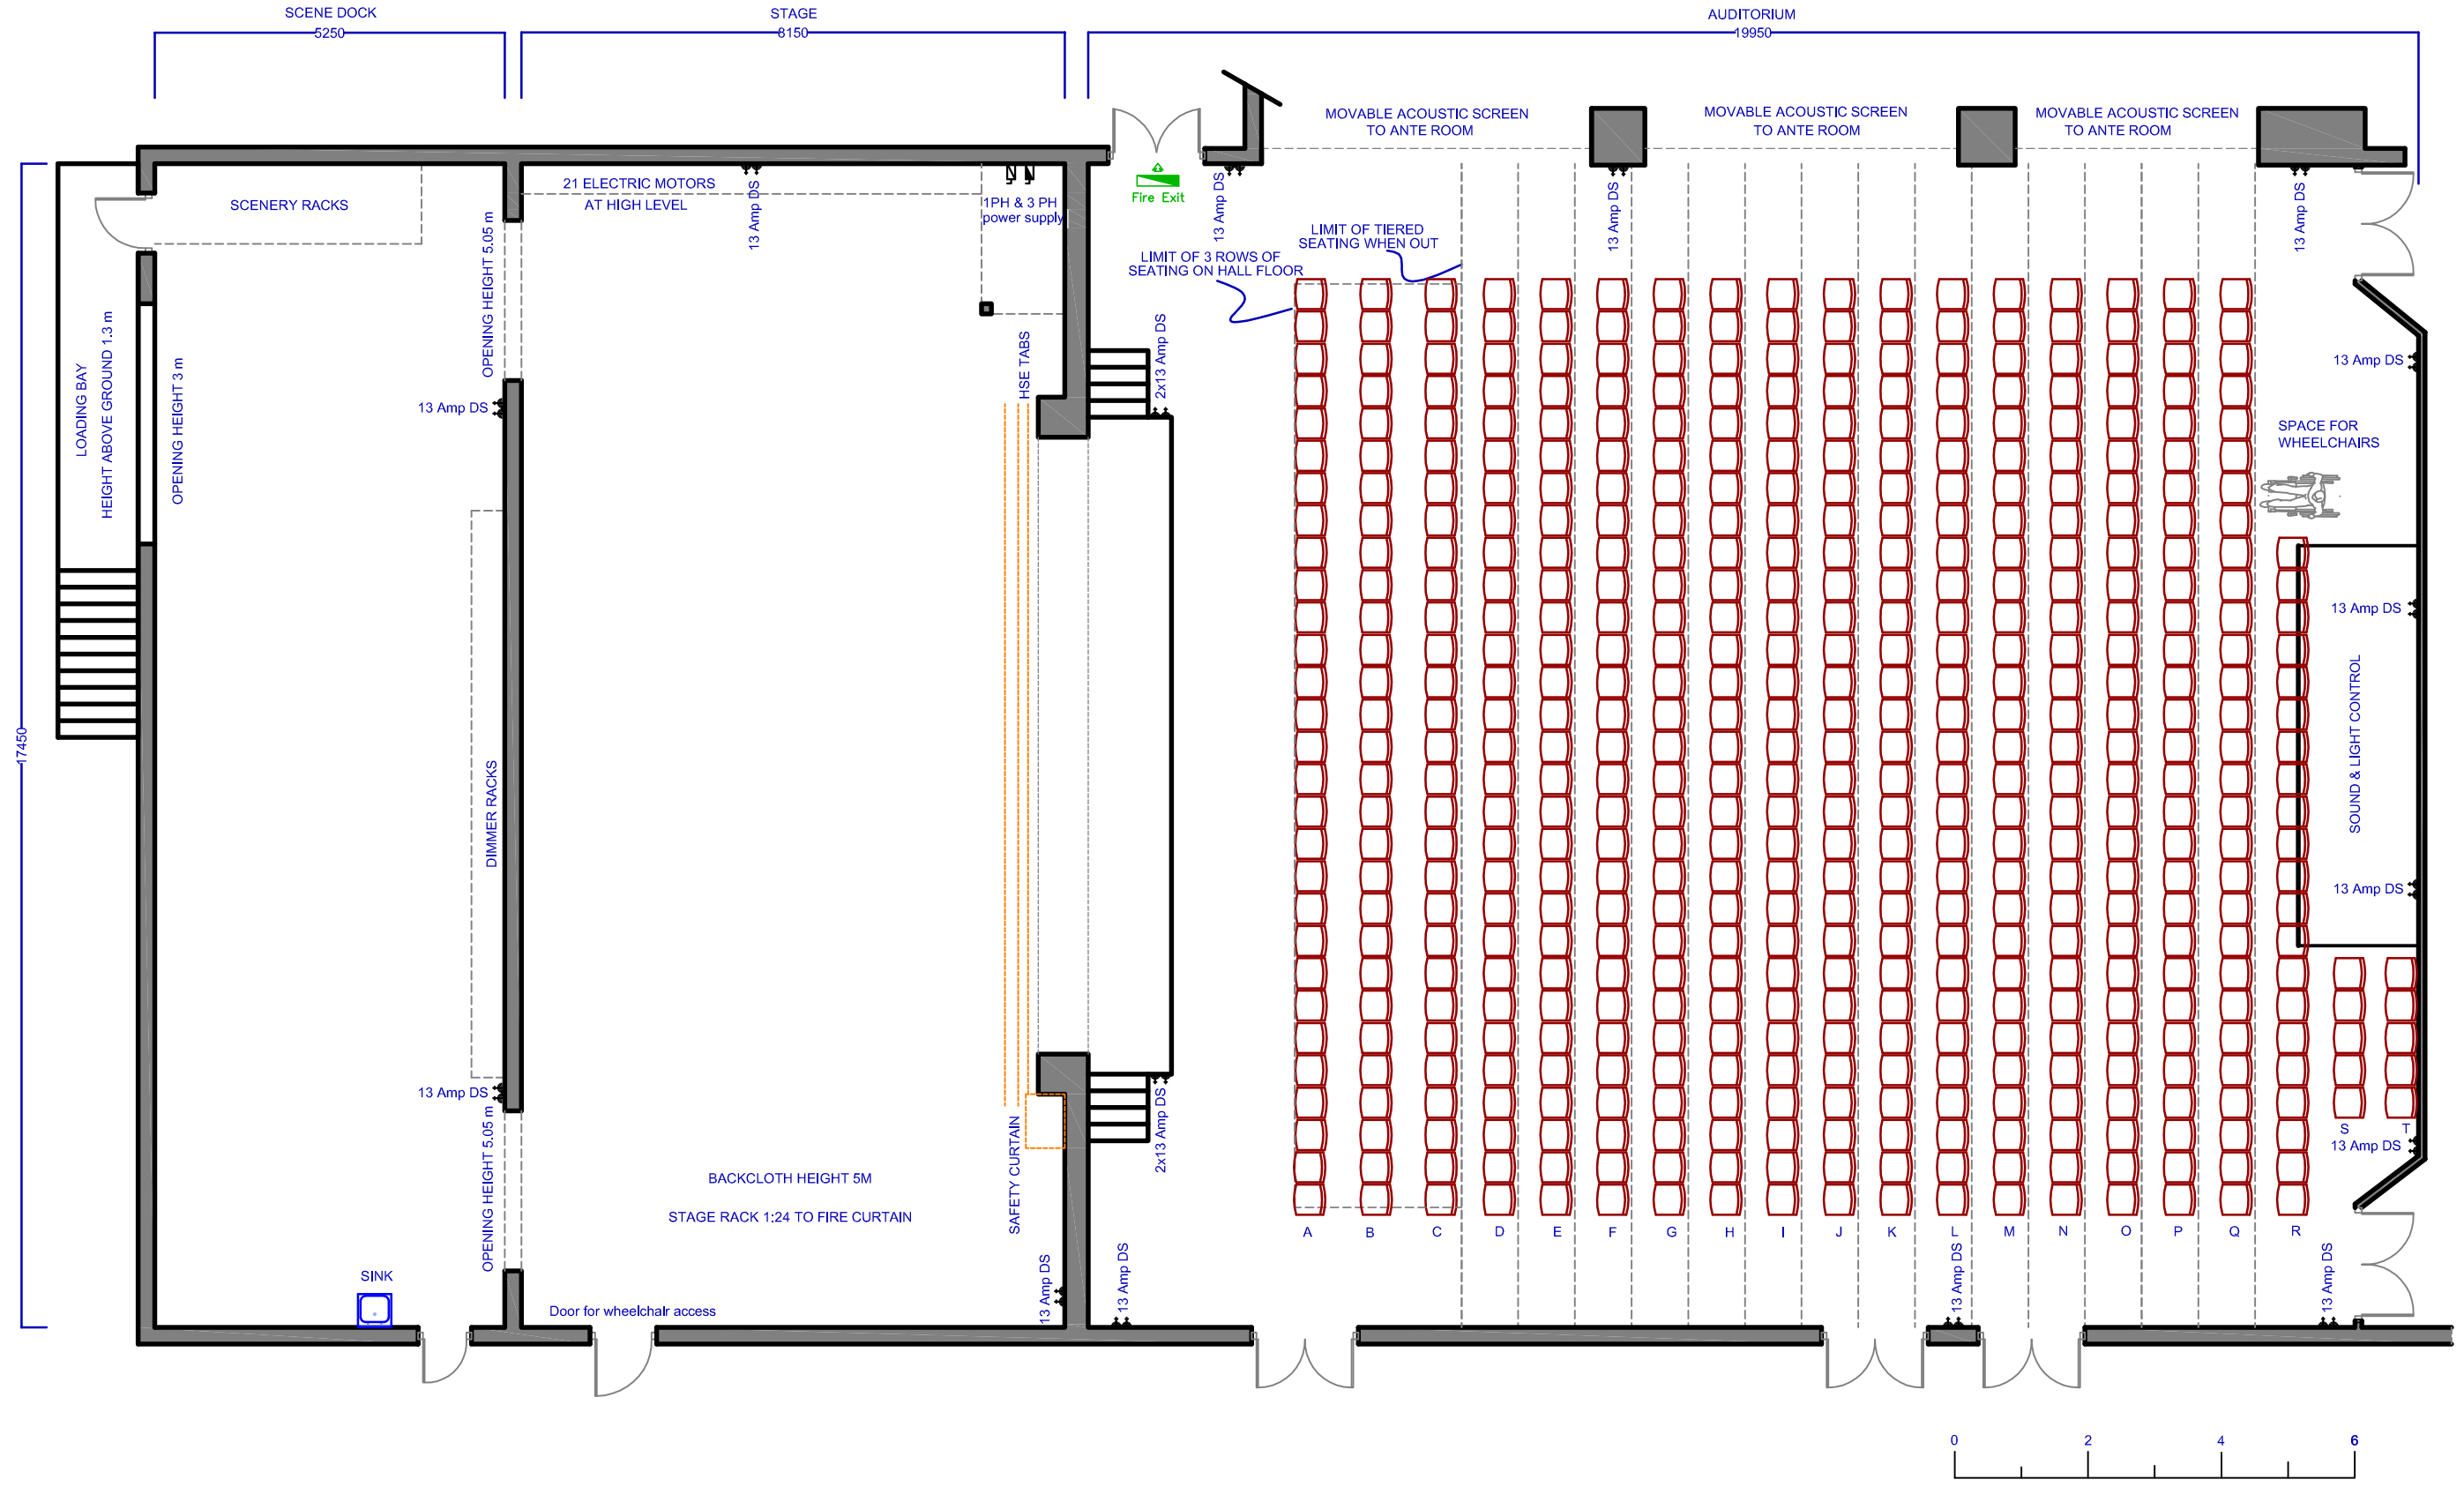 SCENE DOCK
5250
STAGE
8150
AUDITORIUM
19950
MOVABLE ACOUSTIC SCREEN
TO ANTE ROOM
MOVABLE ACOUSTIC SCREEN
TO ANTE ROOM
MOVABLE ACOUSTIC SCREEN
TO ANTE ROOM
SCENERY RACKS
21 ELECTRIC MOTORS
AT HIGH LEVEL
13 Amp DS
1PH & 3 PH
power supply
Fire Exit
13 Amp DS
13 Amp DS
13 Amp DS
OPENING HEIGHT 5.05 m
LIMIT OF TIERED
SEATING WHEN OUT
LIMIT OF 3 ROWS OF
SEATING ON HALL FLOOR
LOADING BAY
HEIGHT ABOVE GROUND 1.3 m
OPENING HEIGHT 3 m
13 Amp DS
HSE TABS
2x13 Amp DS
13 Amp DS
SPACE FOR
WHEELCHAIRS
17450
DIMMER RACKS
13 Amp DS
SOUND & LIGHT CONTROL
13 Amp DS
13 Amp DS
OPENING HEIGHT 5.05 m
SAFETY CURTAIN
2x13 Amp DS
S
T
13 Amp DS
BACKCLOTH HEIGHT 5M
STAGE RACK 1:24 TO FIRE CURTAIN
A
B
C
D
E
F
G
H
I
J
K
L
M
N
O
P
Q
R
SINK
Door for wheelchair access
13 Amp DS
13 Amp DS
13 Amp DS
13 Amp DS
0
2
4
6